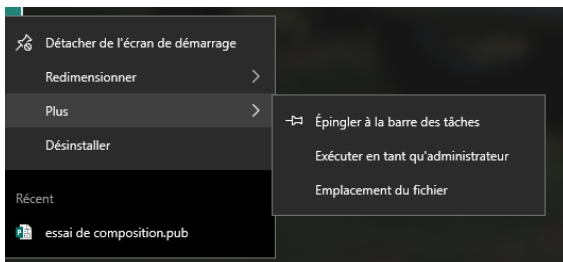 Détacher de l'écran de démarrage
Redimensionner
Plus
Désinstaller
Récent
essai de composition.pub
Épingler à la barre des tâches
Exécuter en tant qu'administrateur
Emplacement du fichier